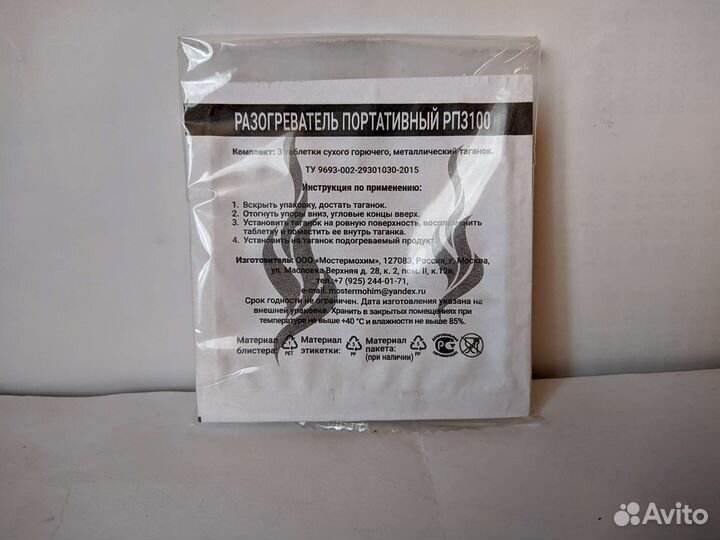 РАЗОГРЕВАТЕЛЬ ПОРТАТИВНЫЙ РПЗ100
Комплект: 3 таблетки сухого горючего, металлический таганок.
ТУ 9693-002-29301030-2015
Инструкция по применению:
1. Вскрыть упаковку, достать таганок.
2. Отогнуть упоры вниз, угловые концы вверх.
3. Установить таганок на ровную поверхность, воспламенить
таблетку и поместить ее внутрь таганка.
4. Установить на таганок подогреваемый продукт.
Изготовитель: ООО «Мостермохим», 127083, Россия, г. Москва,
ул. Масловка Верхняя д. 28, к. 2, пом. II, к.12в,
тел.:+7 (925) 244-01-71,
e-mail: mostermohim@yandex.ru
Срок годности не ограничен. Дата изготовления указана на
внешней упаковке. Хранить в закрытых помещениях при
температуре не выше +40 °С и влажности не выше 85%.
Материал блистера: PET
Материал этикетки: PP
Материал пакета: (при наличии) PP
РСТ
Avito